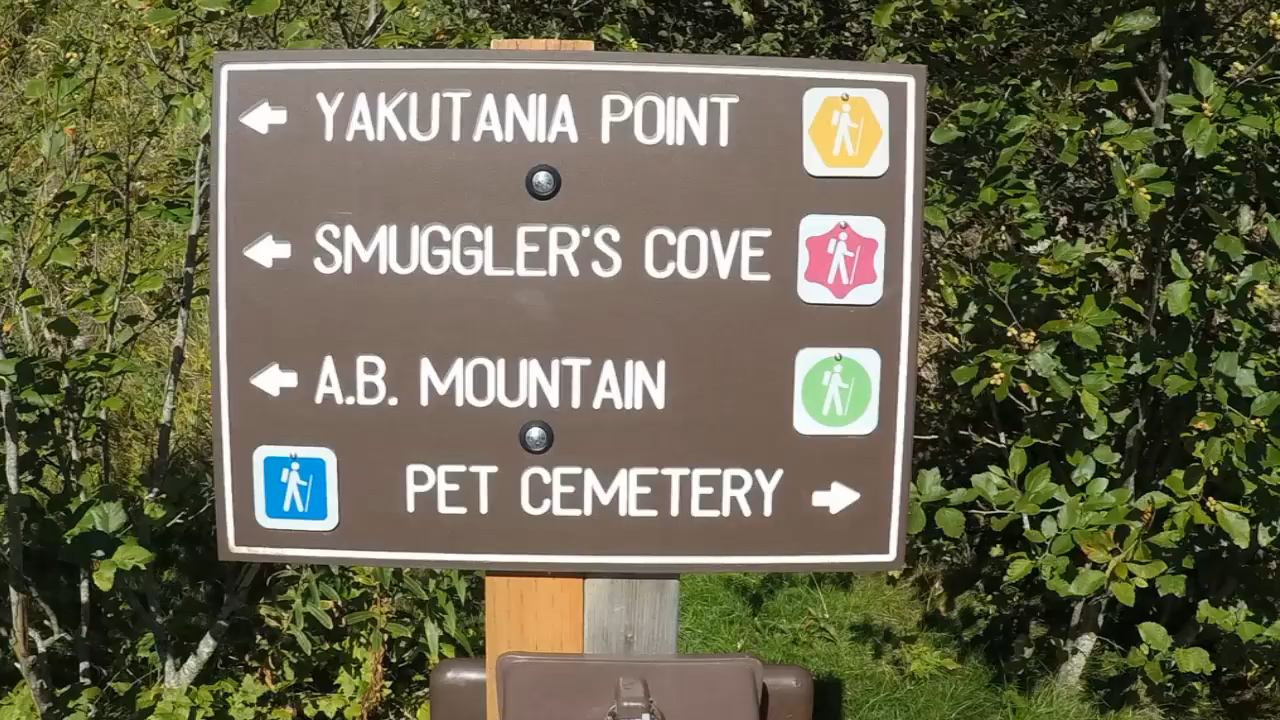 YAKUTANIA POINT
SMUGGLER'S COVE
A.B. MOUNTAIN
PET CEMETERY